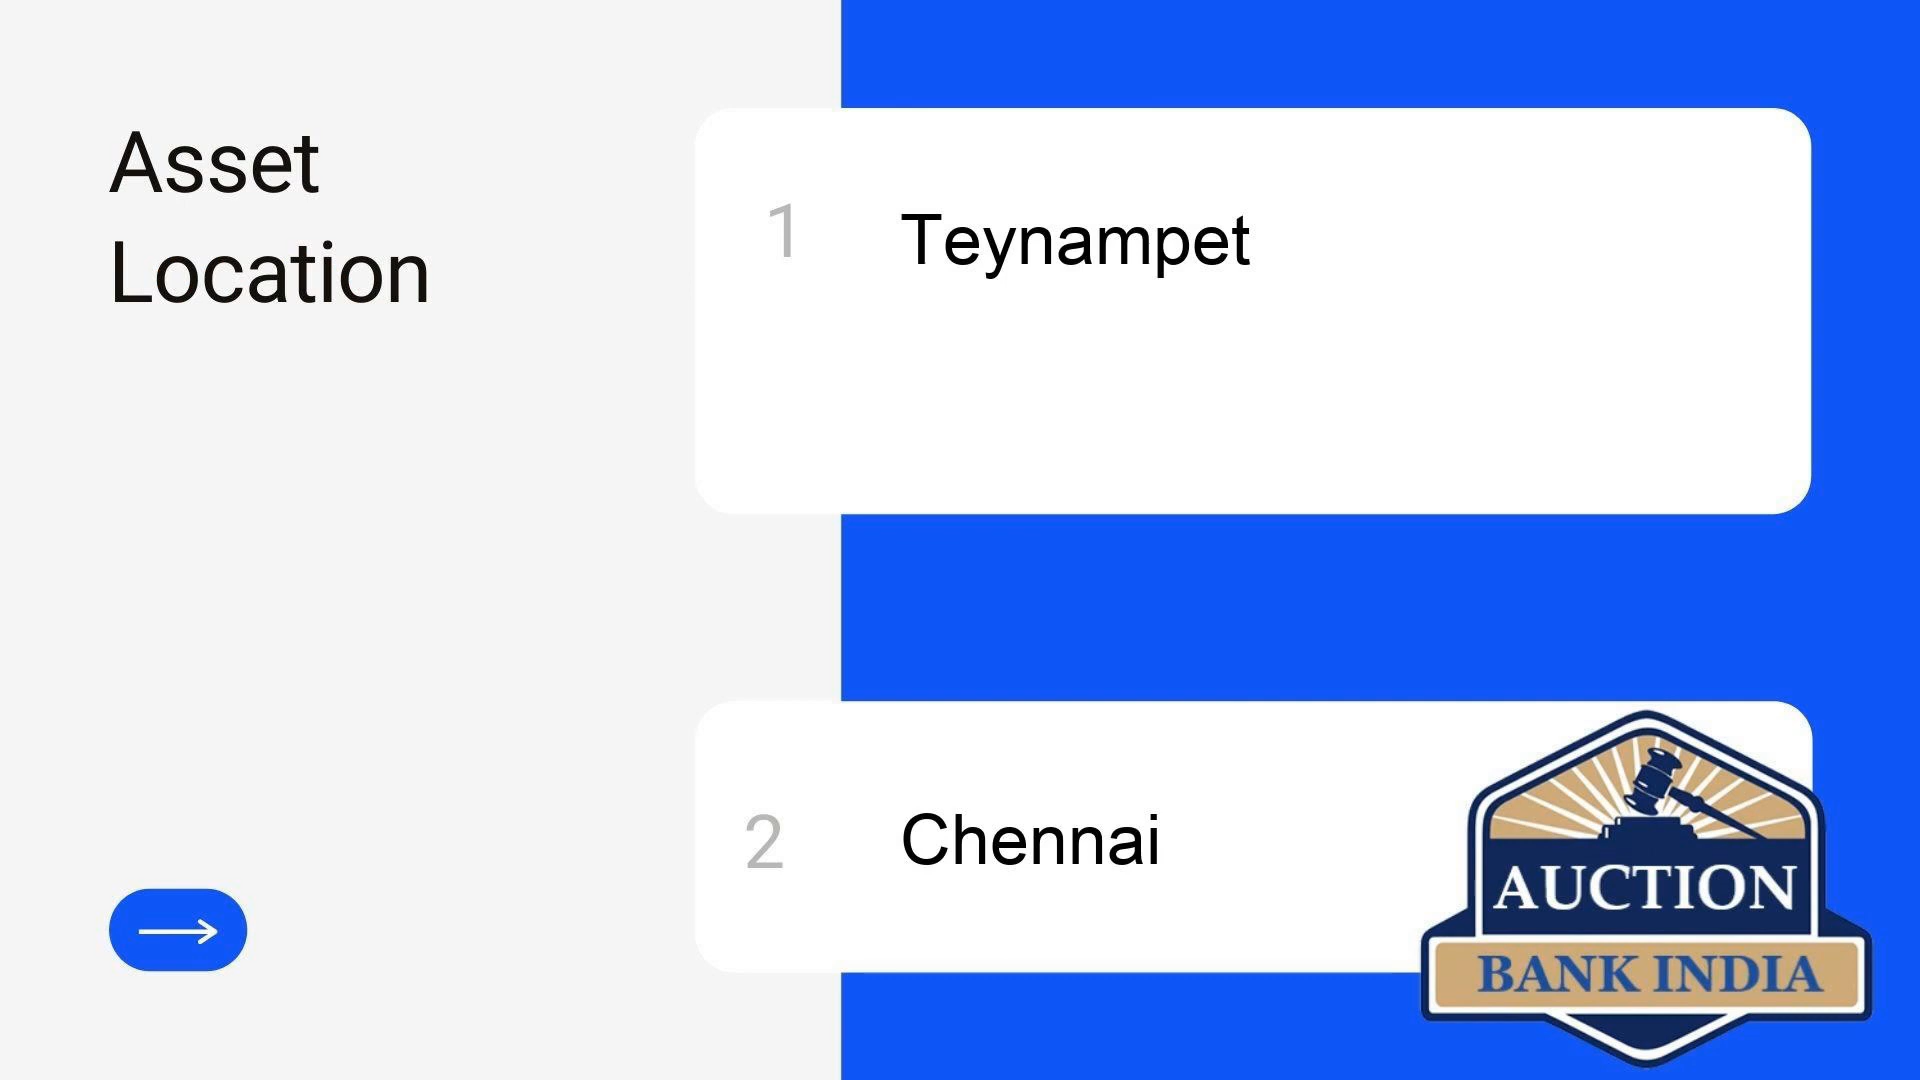 Asset
Location
1
Teynampet
2
Chennai
AUCTION
BANK INDIA